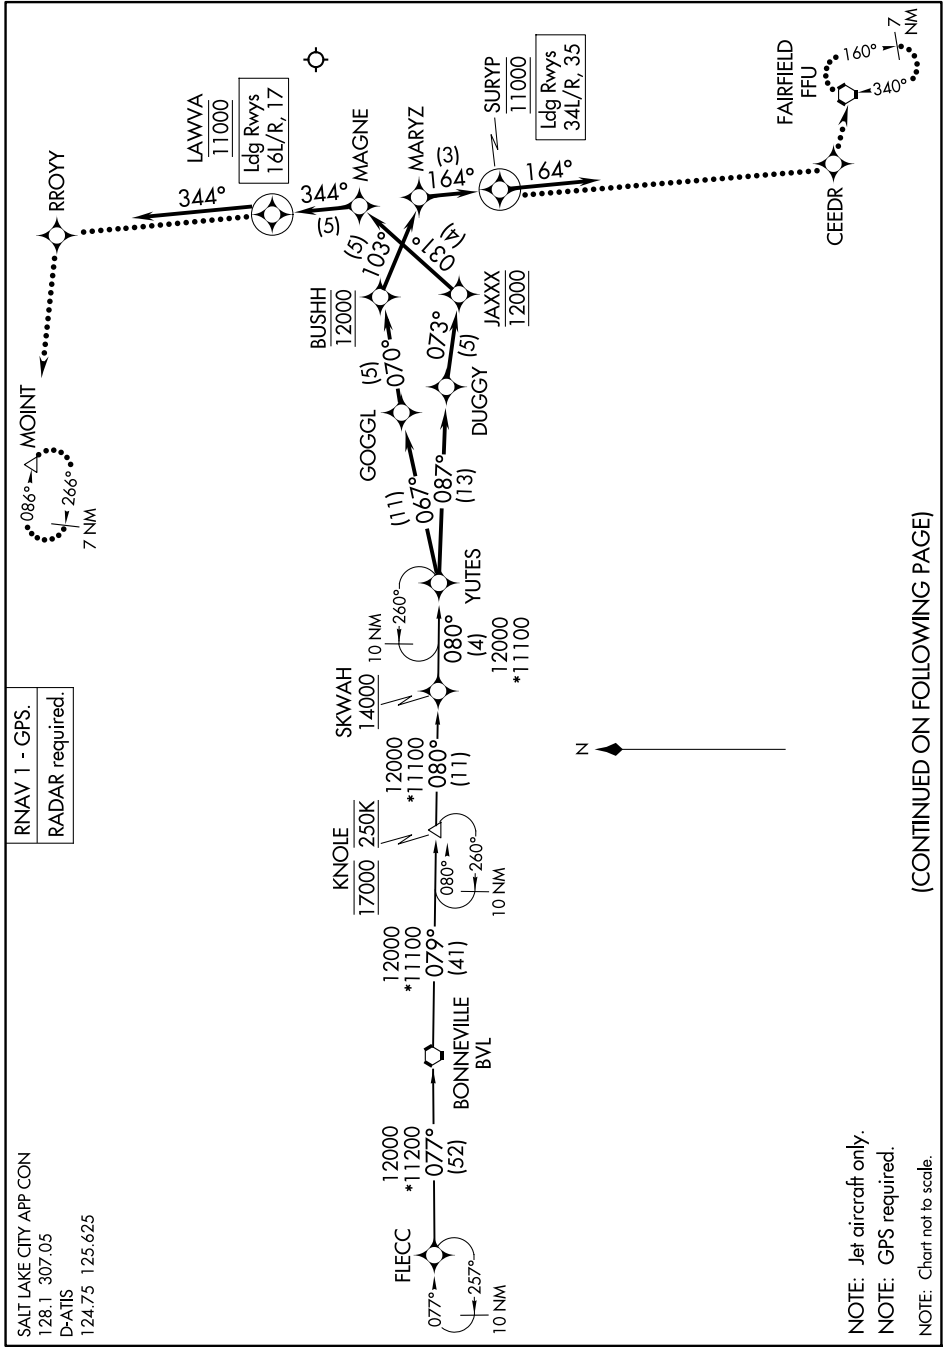 SALT LAKE CITY APP CON
128.1 307.05
D-ATIS
124.75 125.625
RNAV 1 - GPS.
RADAR required.
086°
MOINT
266°
7 NM
RROYY
344°
LAWVA
11000
Ldg Rwys
16L/R, 17
344°
(5)
MAGNE
FLECC
077°
257°
10 NM
12000
*11200
077°
(52)
BONNEVILLE
BVL
12000
*11100
079°
(41)
KNOLE
17000 250K
080°
260°
10 NM
12000
*11100
080°
(11)
SKWAH
14000
10 NM
260°
080°
(4)
12000
*11100
YUTES
(11)
067°
GOGGL
(5)
070°
BUSHH
12000
(5)
103°
087°
(13)
DUGGY
073°
(5)
JAXXX
12000
031°
(4)
MARYZ
(3)
164°
SURYP
11000
Ldg Rwys
34L/R, 35
164°
CEEDR
FAIRFIELD
FFU
160°
340°
7
NM
N
(CONTINUED ON FOLLOWING PAGE)
NOTE: Jet aircraft only.
NOTE: GPS required.
NOTE: Chart not to scale.